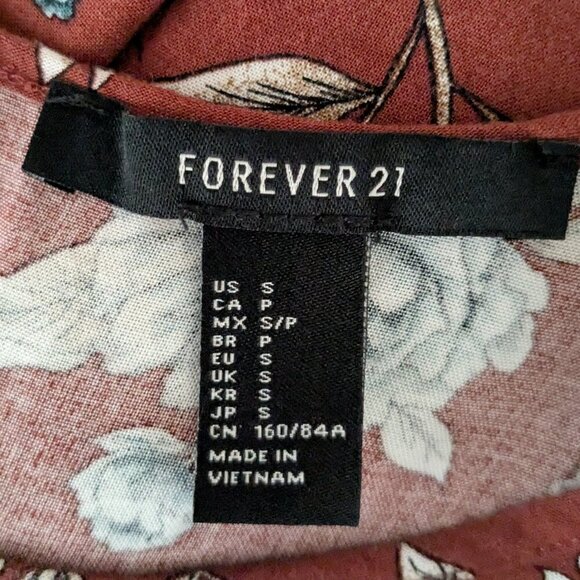 FOREVER 21
US S
CA P
MX S/P
BR P
EU S
UK S
KR S
JP S
CN 160/84A
MADE IN
VIETNAM